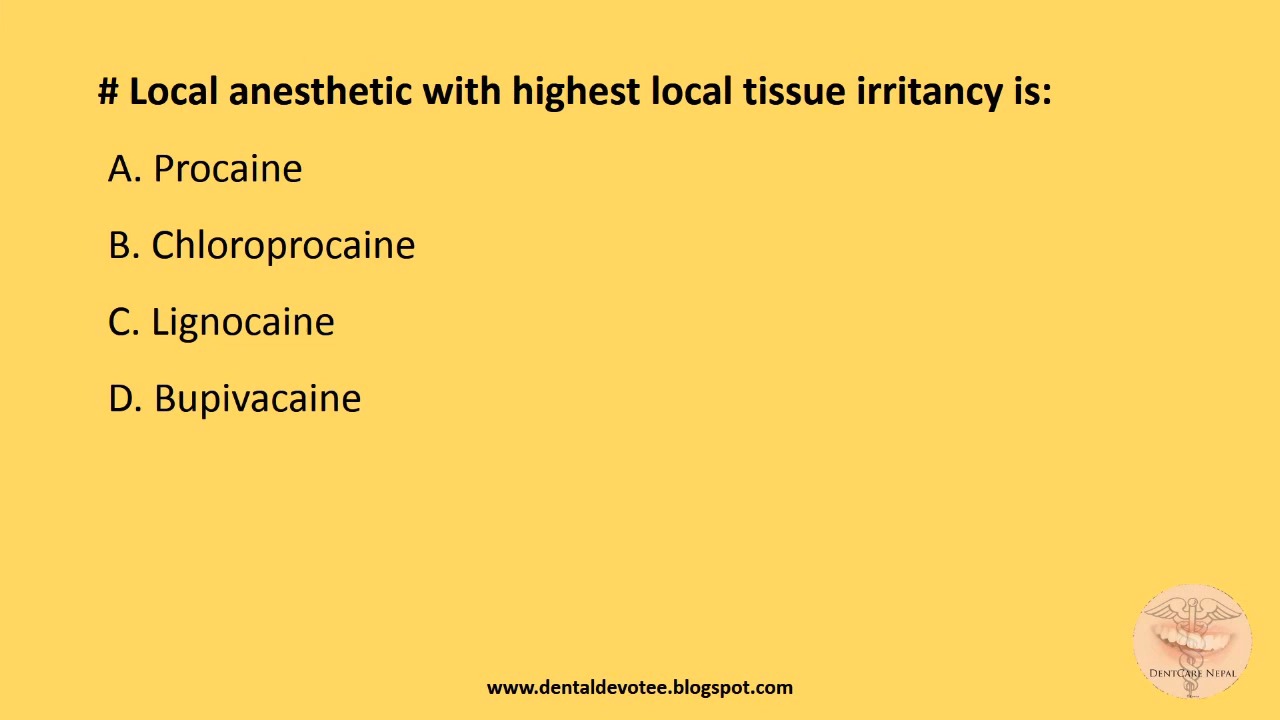 # Local anesthetic with highest local tissue irritancy is:
A. Procaine
B. Chloroprocaine
C. Lignocaine
D. Bupivacaine
DENTCARE NEPAL
www.dentaldevotee.blogspot.com